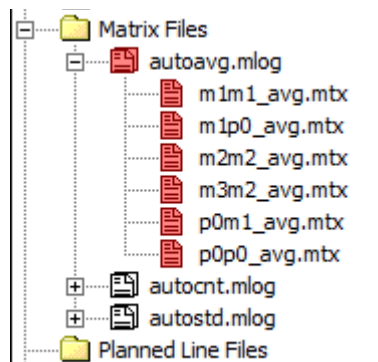 Matrix Files
autoavg.mlog
m1m1_avg.mtx
m1p0_avg.mtx
m2m2_avg.mtx
m3m2_avg.mtx
p0m1_avg.mtx
p0p0_avg.mtx
autocnt.mlog
autostd.mlog
Planned Line Files